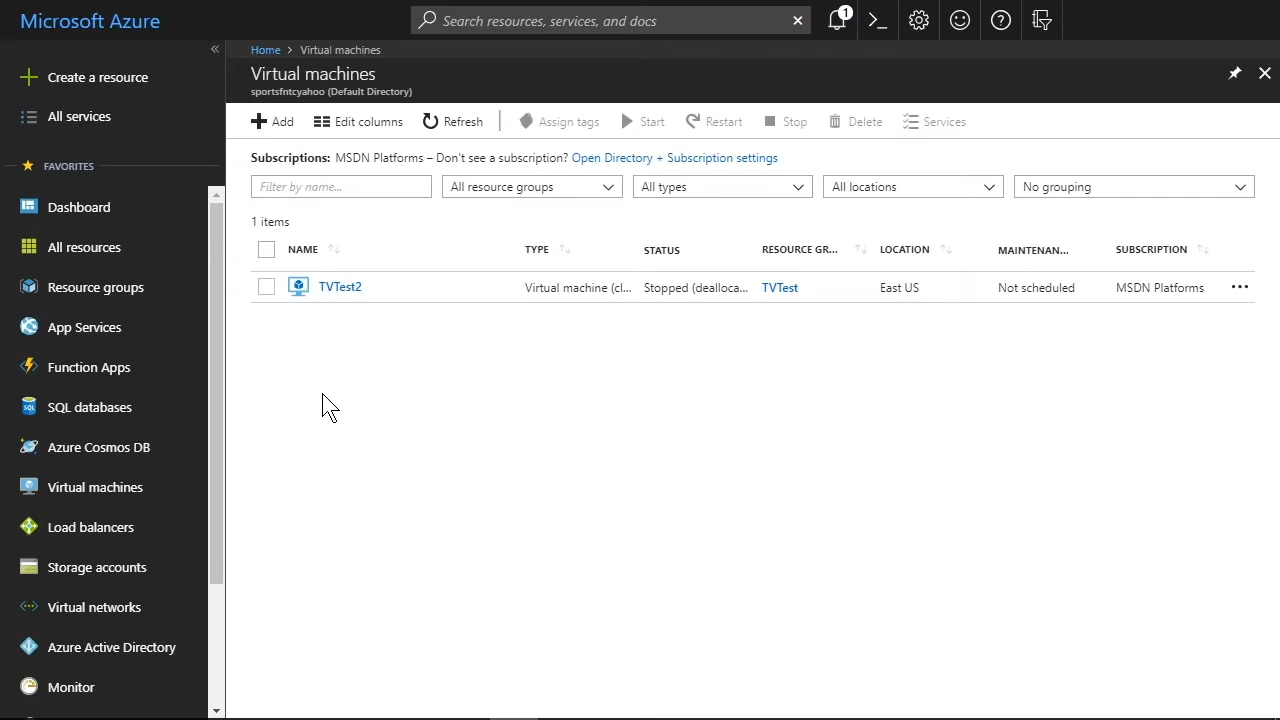 Microsoft Azure
Search resources, services, and docs
1
Home > Virtual machines
Virtual machines
sportsfntcyahoo (Default Directory)
Create a resource
All services
FAVORITES
Dashboard
All resources
Resource groups
App Services
Function Apps
SQL databases
Azure Cosmos DB
Virtual machines
Load balancers
Storage accounts
Virtual networks
Azure Active Directory
Monitor
Add Edit columns Refresh Assign tags Start Restart Stop Delete Services
Subscriptions: MSDN Platforms – Don't see a subscription? Open Directory + Subscription settings
Filter by name... All resource groups All types All locations No grouping
1 items
NAME TYPE STATUS RESOURCE GR... LOCATION MAINTENAN... SUBSCRIPTION
TVTest2 Virtual machine (cl... Stopped (dealloca... TVTest East US Not scheduled MSDN Platforms